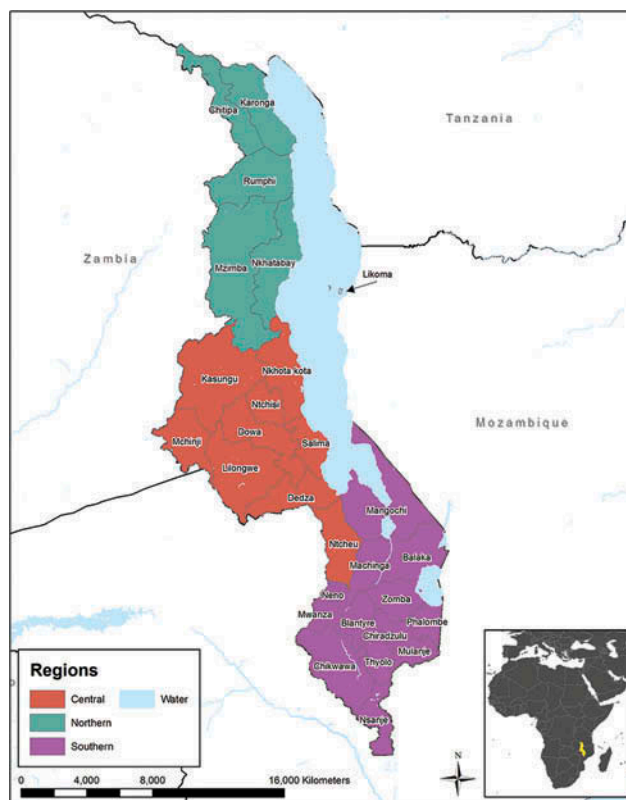 Karonga
Chitipa
Tanzania
Rumphi
Zambia
Mzimba
Nkhatabay
Likoma
Nkhota kota
Kasungu
Ntchisi
Mozambique
Dowa
Mchinji
Salima
Lilongwe
Dedza
Mangochi
Ntcheu
Balaka
Machinga
Neno
Zomba
Mwanza
Blantyre
Phalombe
Chiradzulu
Mulanje
Thyolo
Chikwawa
Nsanje
Regions
Central
Water
Northern
Southern
0
4,000
8,000
16,000 Kilometers
N